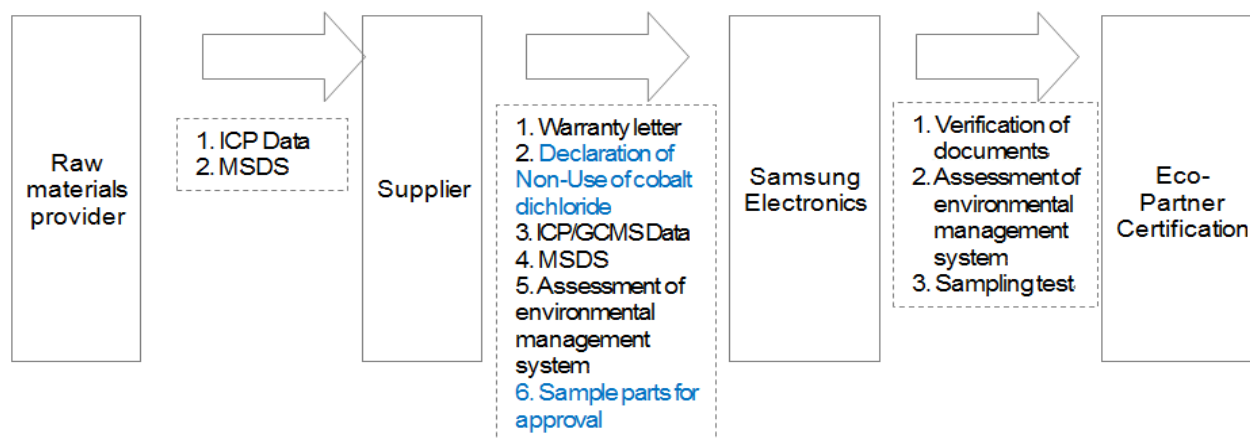 Raw
materials
provider
1. ICP Data
2. MSDS
Supplier
1. Warranty letter
2. Declaration of
Non-Use of cobalt
dichloride
3. ICP/GCMS Data
4. MSDS
5. Assessment of
environmental
management
system
6. Sample parts for
approval
Samsung
Electronics
1. Verification of
documents
2. Assessment of
environmental
management
system
3. Sampling test
Eco-
Partner
Certification